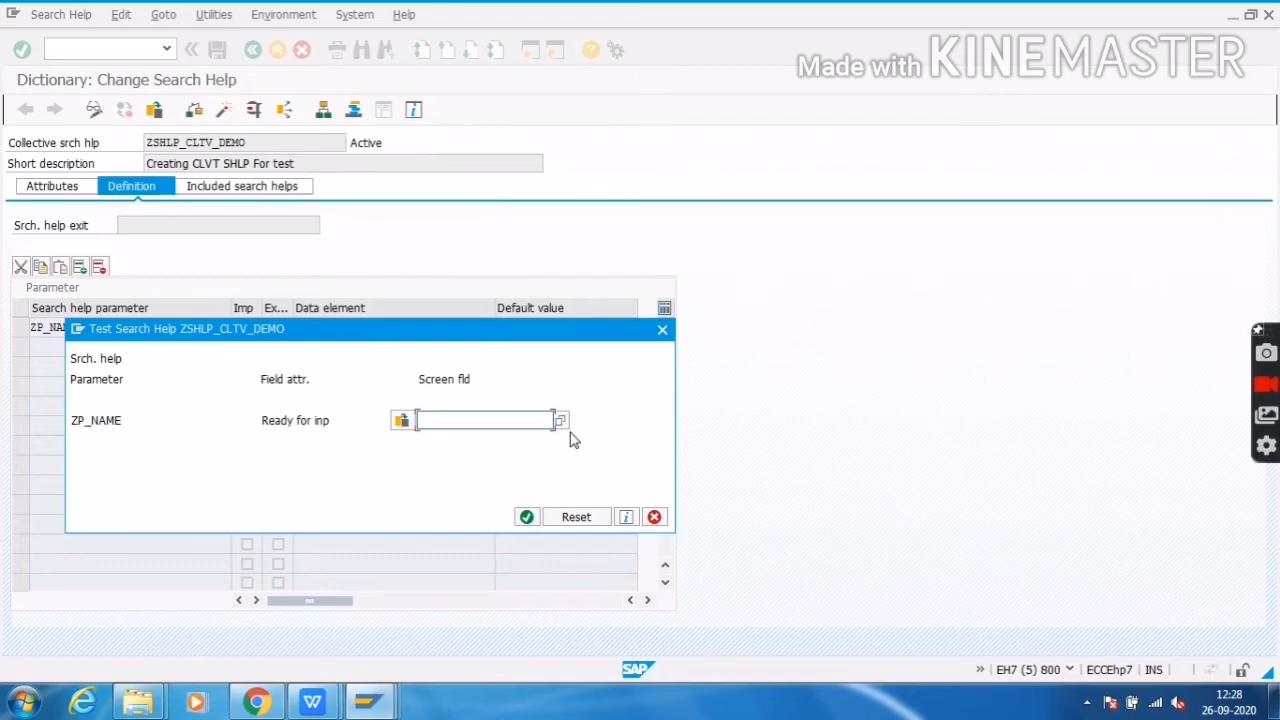 Search Help Edit Goto Utilities Environment System Help
Made with KINEMASTER
Dictionary: Change Search Help
Collective srch hlp ZSHLP_CLTV_DEMO Active
Short description Creating CLVT SHLP For test
Attributes Definition Included search helps
Srch. help exit
Parameter
Search help parameter Imp Ex... Data element Default value
ZP_NAM
Test Search Help ZSHLP_CLTV_DEMO
Srch. help
Parameter Field attr. Screen fld
ZP_NAME Ready for inp
Reset
SAP » EH7 (5) 800 ECCEhp7 INS
12:28
26-09-2020